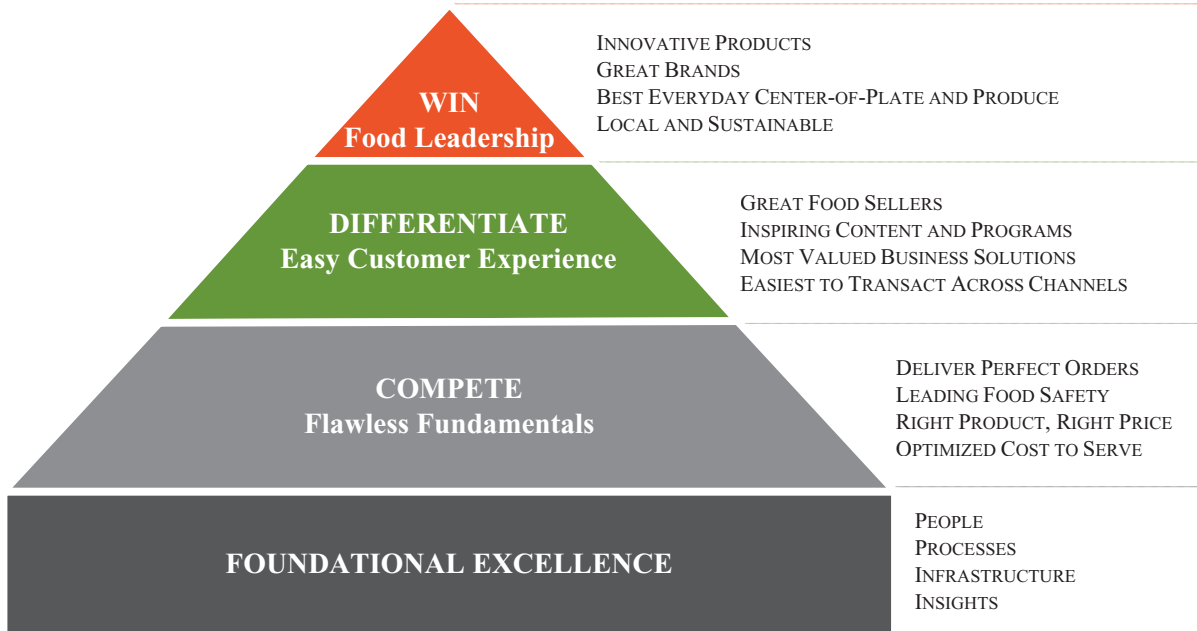 WIN
Food Leadership
INNOVATIVE PRODUCTS
GREAT BRANDS
BEST EVERYDAY CENTER-OF-PLATE AND PRODUCE
LOCAL AND SUSTAINABLE
DIFFERENTIATE
Easy Customer Experience
GREAT FOOD SELLERS
INSPIRING CONTENT AND PROGRAMS
MOST VALUED BUSINESS SOLUTIONS
EASIEST TO TRANSACT ACROSS CHANNELS
COMPETE
Flawless Fundamentals
DELIVER PERFECT ORDERS
LEADING FOOD SAFETY
RIGHT PRODUCT, RIGHT PRICE
OPTIMIZED COST TO SERVE
FOUNDATIONAL EXCELLENCE
PEOPLE
PROCESSES
INFRASTRUCTURE
INSIGHTS